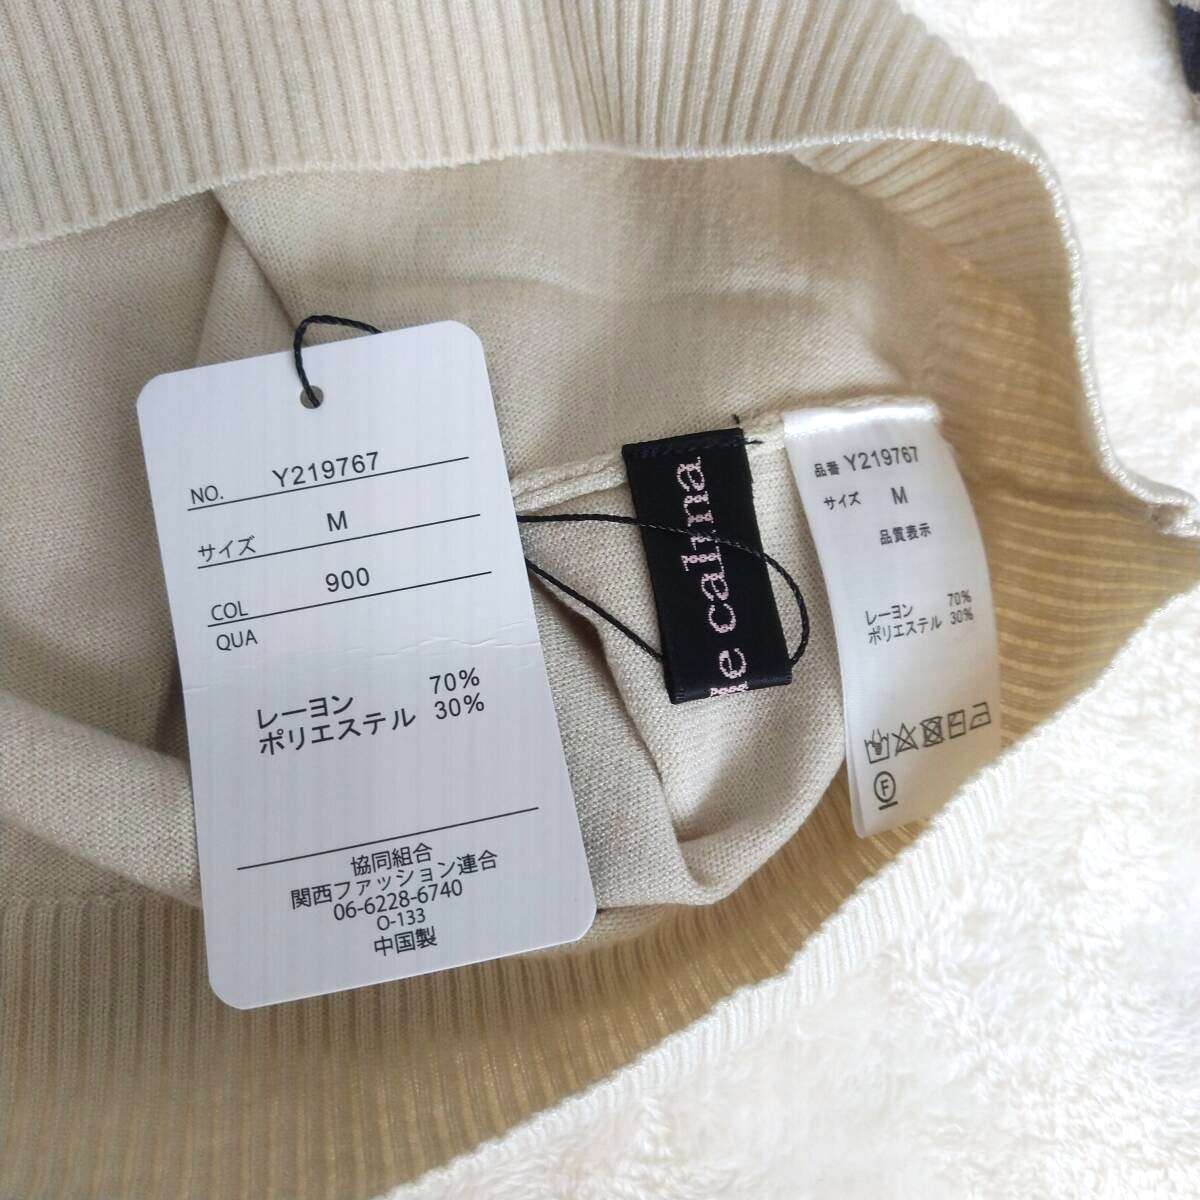 NO. Y219767
サイズ M
COL 900
QUA
レーヨン 70%
ポリエステル 30%
協同組合
関西ファッション連合
06-6228-6740
O-133
中国製
calma
品番 Y219767
サイズ M
品質表示
レーヨン 70%
ポリエステル 30%
F